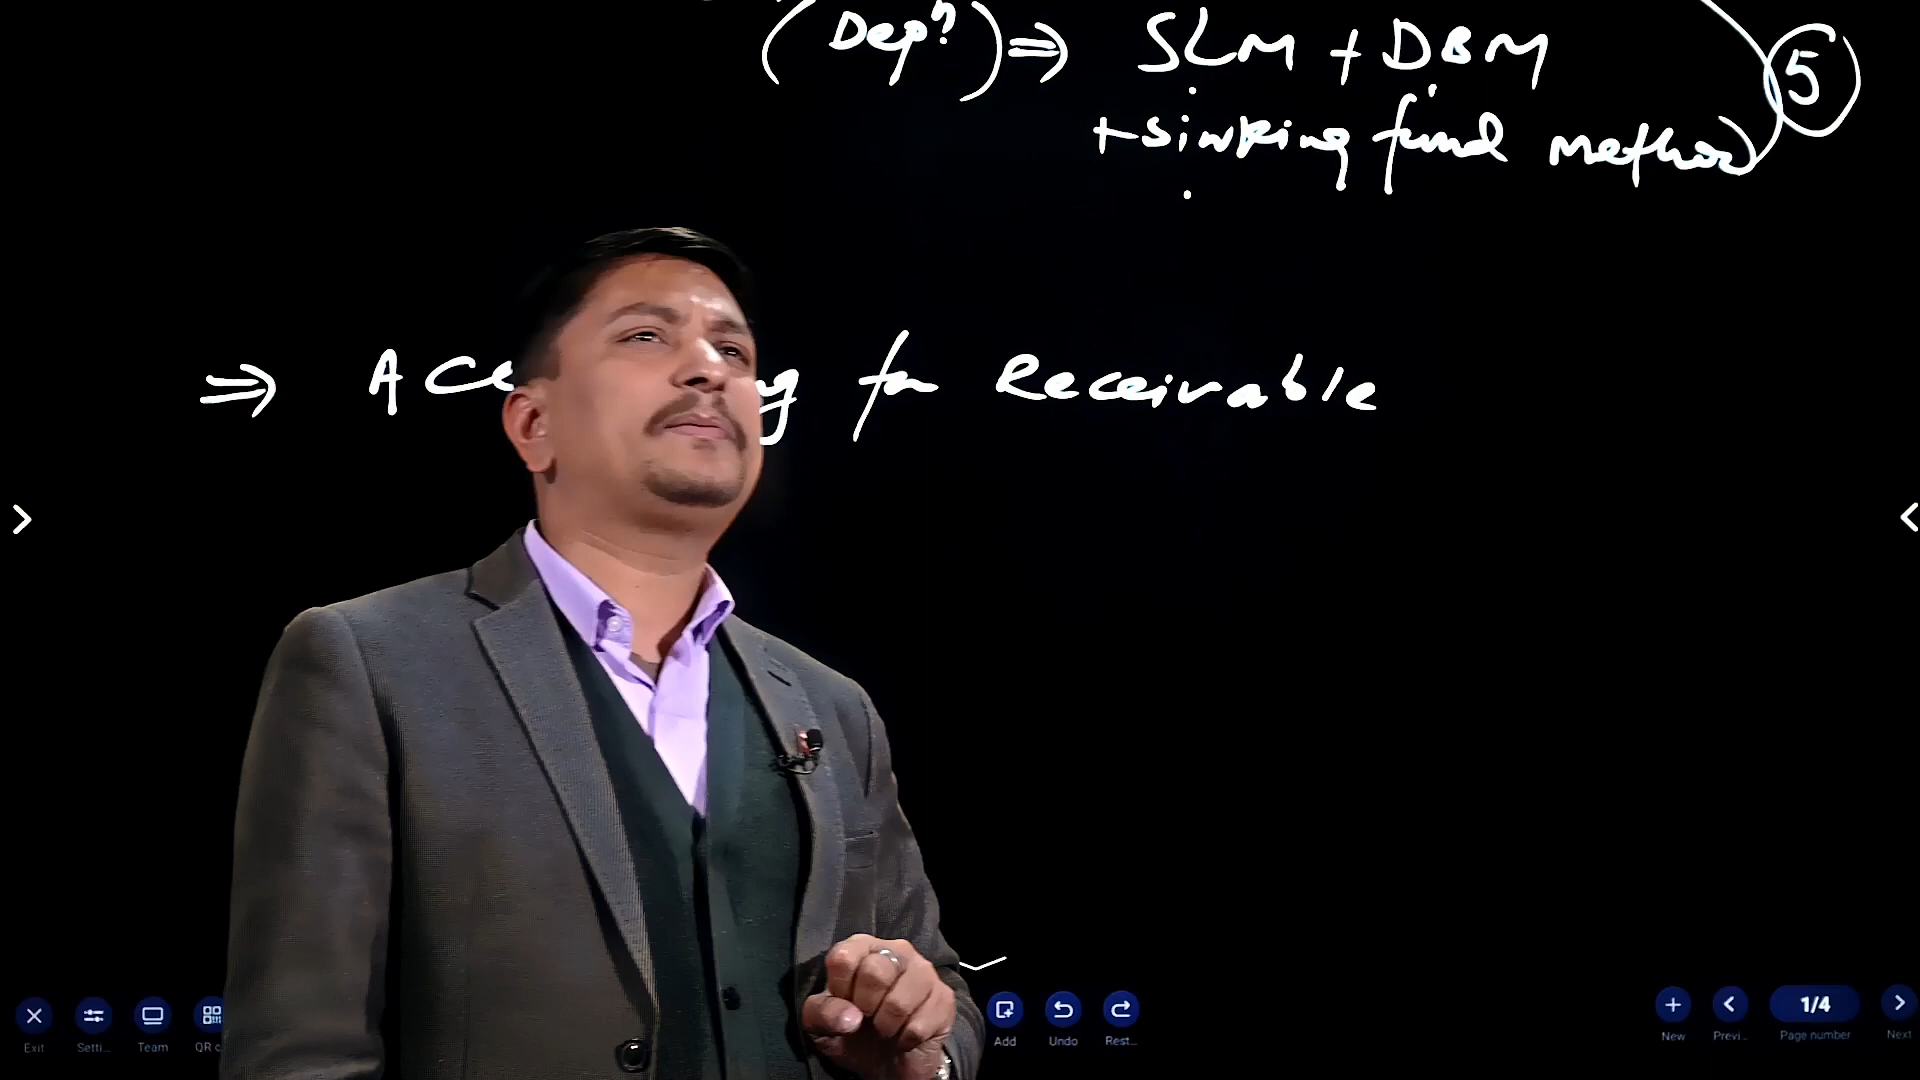 (Depn) ⇒ SLM + DBM
+ sinking fund method
5
⇒ for Receivable
Exit Setti... Team Add Undo Rest... New Previ... 1/4 Page number Next